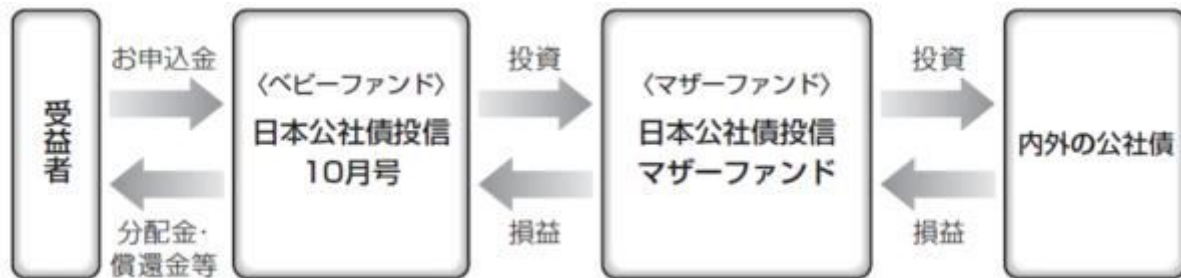 受益者
お申込金
分配金・
償還金等
〈ベビーファンド〉
日本公社債投信
10月号
投資
損益
〈マザーファンド〉
日本公社債投信
マザーファンド
投資
損益
内外の公社債